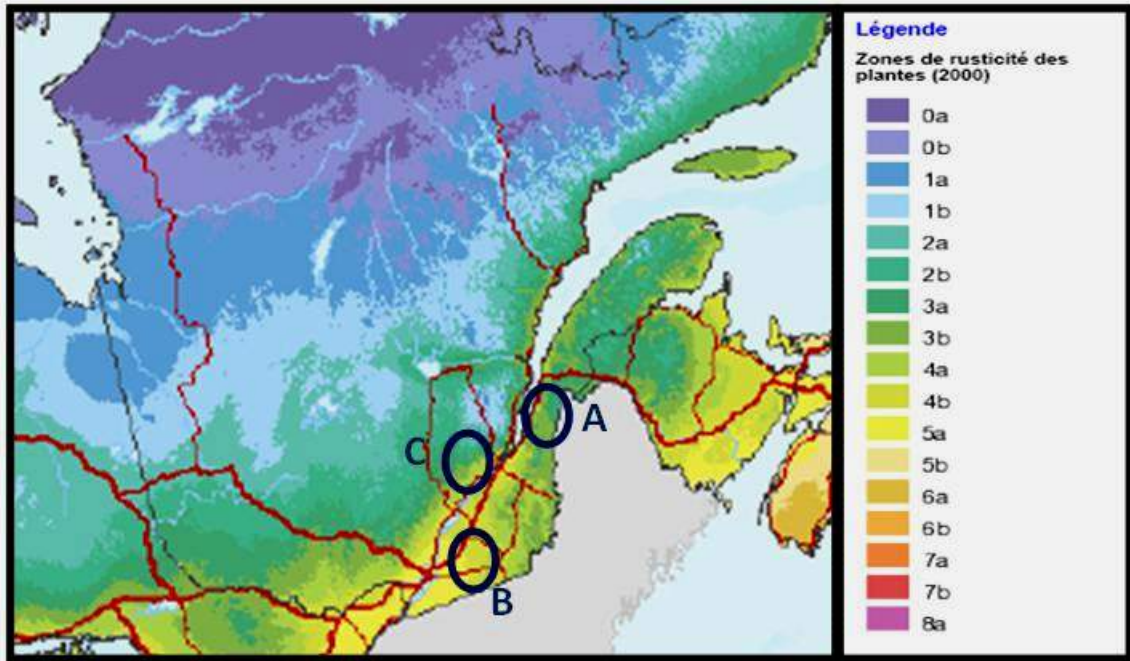 A
C
B
Légende
Zones de rusticité des
plantes (2000)
0a
0b
1a
1b
2a
2b
3a
3b
4a
4b
5a
5b
6a
6b
7a
7b
8a